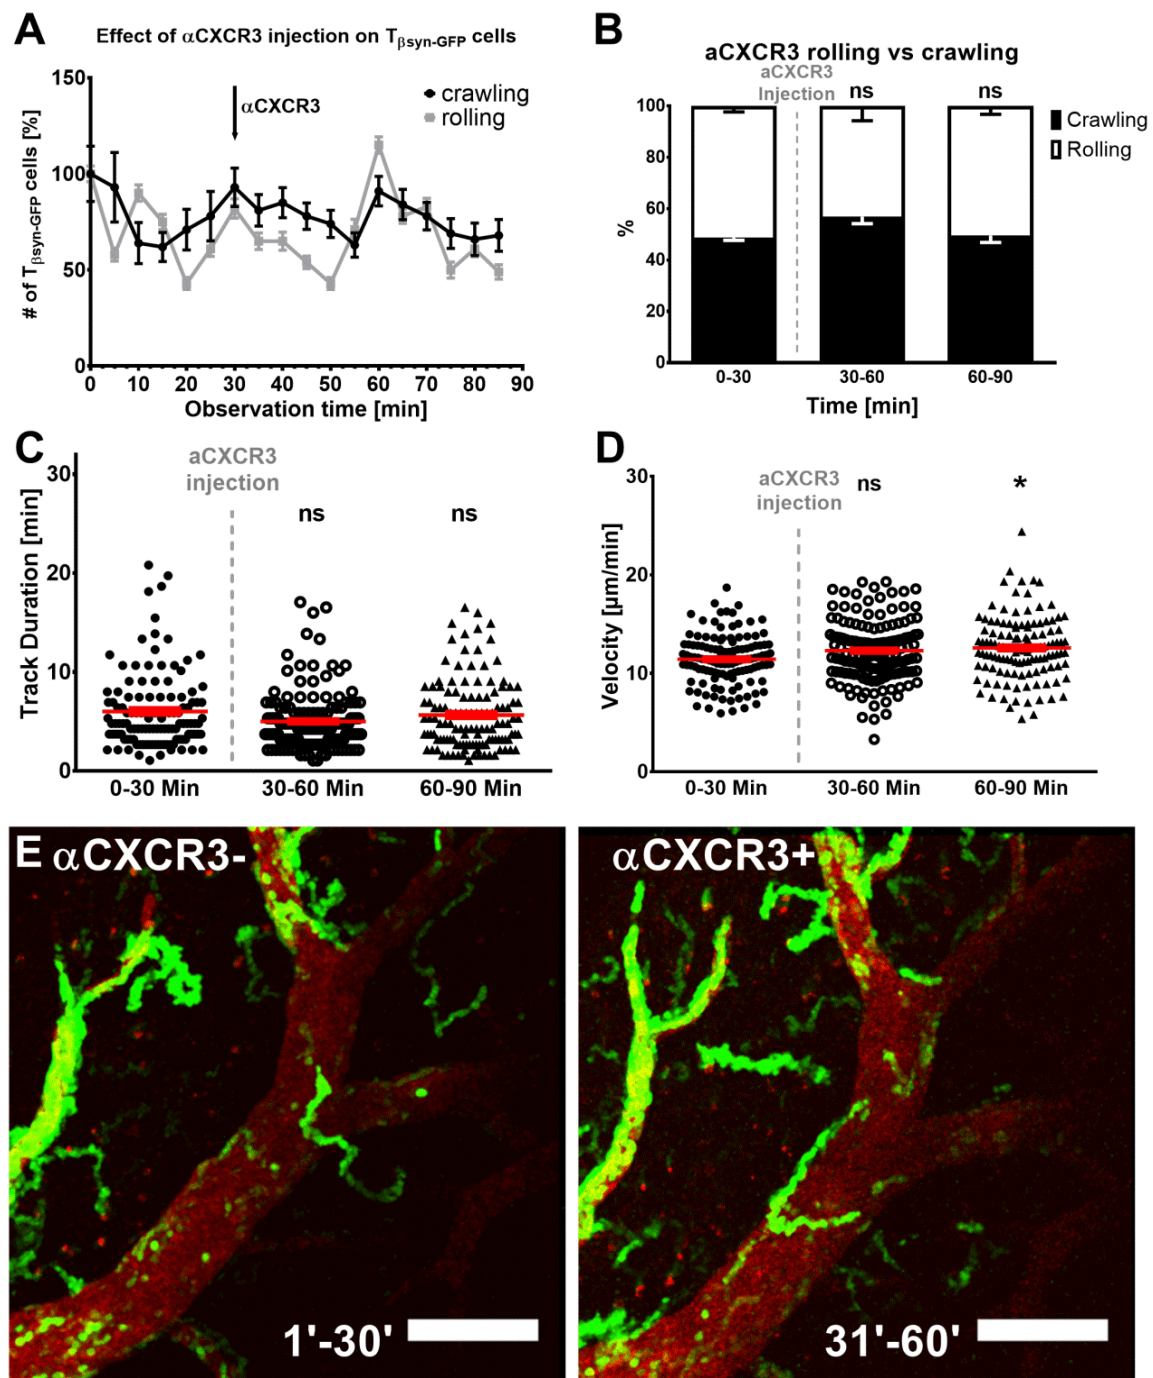 A
Effect of αCXCR3 injection on Tβsyn-GFP cells
αCXCR3
crawling
rolling
# of Tβsyn-GFP cells [%]
150
100
50
0
0 10 20 30 40 50 60 70 80 90
Observation time [min]
B
aCXCR3 rolling vs crawling
aCXCR3
Injection
ns
ns
Crawling
Rolling
%
100
80
60
40
20
0
0-30 30-60 60-90
Time [min]
C
aCXCR3
injection
ns
ns
Track Duration [min]
30
20
10
0
0-30 Min 30-60 Min 60-90 Min
D
aCXCR3
injection
ns
*
Velocity [µm/min]
30
20
10
0
0-30 Min 30-60 Min 60-90 Min
E αCXCR3-
1'-30'
αCXCR3+
31'-60'